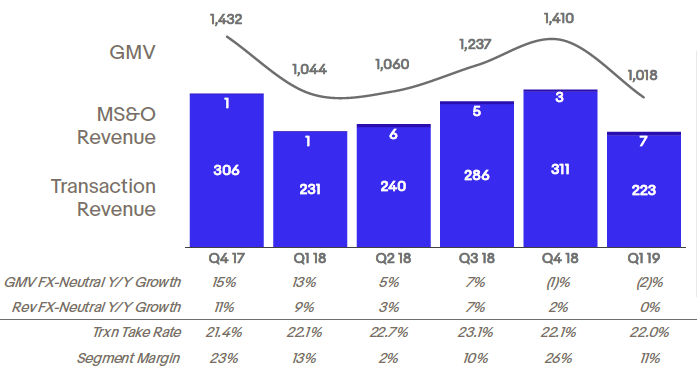 1,432
1,044
1,060
1,237
1,410
1,018
GMV
MS&O
Revenue
1
1
6
5
3
7
Transaction
Revenue
306
231
240
286
311
223
Q4 17 Q1 18 Q2 18 Q3 18 Q4 18 Q1 19
GMV FX-Neutral Y/Y Growth 15% 13% 5% 7% (1)% (2)%
Rev FX-Neutral Y/Y Growth 11% 9% 3% 7% 2% 0%
Trxn Take Rate 21.4% 22.1% 22.7% 23.1% 22.1% 22.0%
Segment Margin 23% 13% 2% 10% 26% 11%